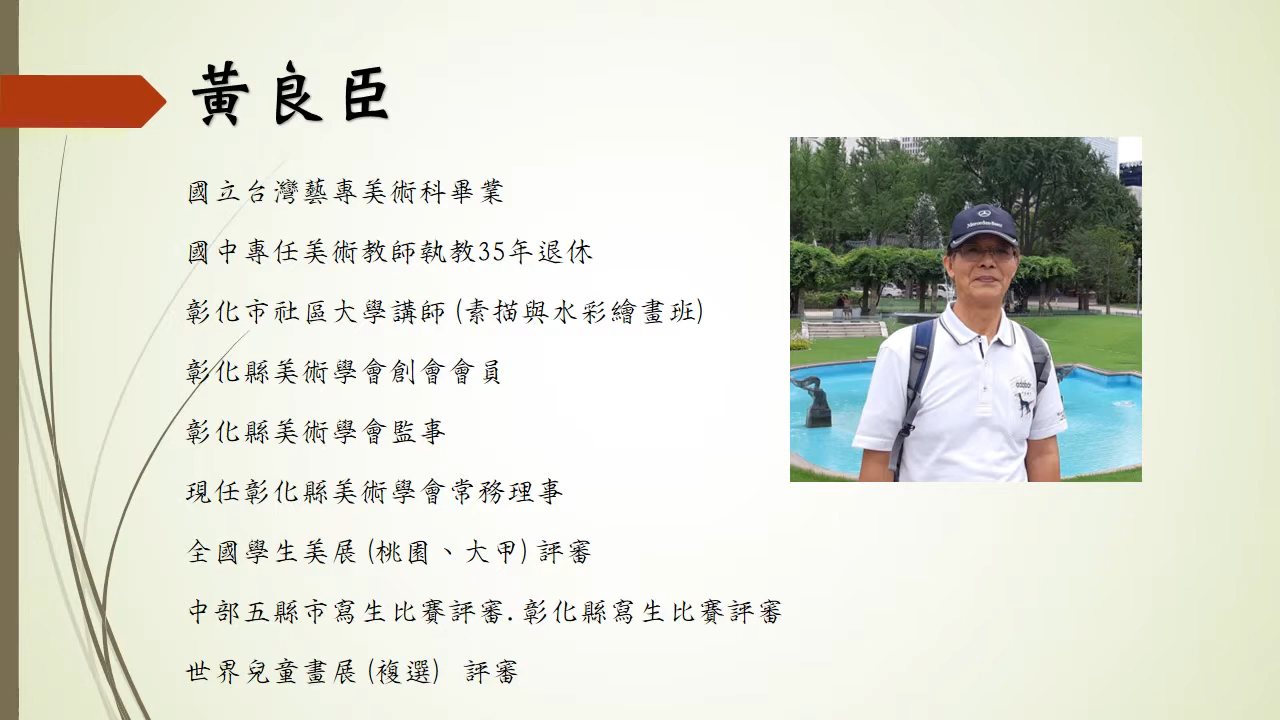 黃良臣
國立台灣藝專美術科畢業
國中專任美術教師執教35年退休
彰化市社區大學講師(素描與水彩繪畫班)
彰化縣美術學會創會會員
彰化縣美術學會監事
現任彰化縣美術學會常務理事
全國學生美展(桃園、大甲)評審
中部五縣市寫生比賽評審.彰化縣寫生比賽評審
世界兒童畫展(複選) 評審
Mercedes-Benz